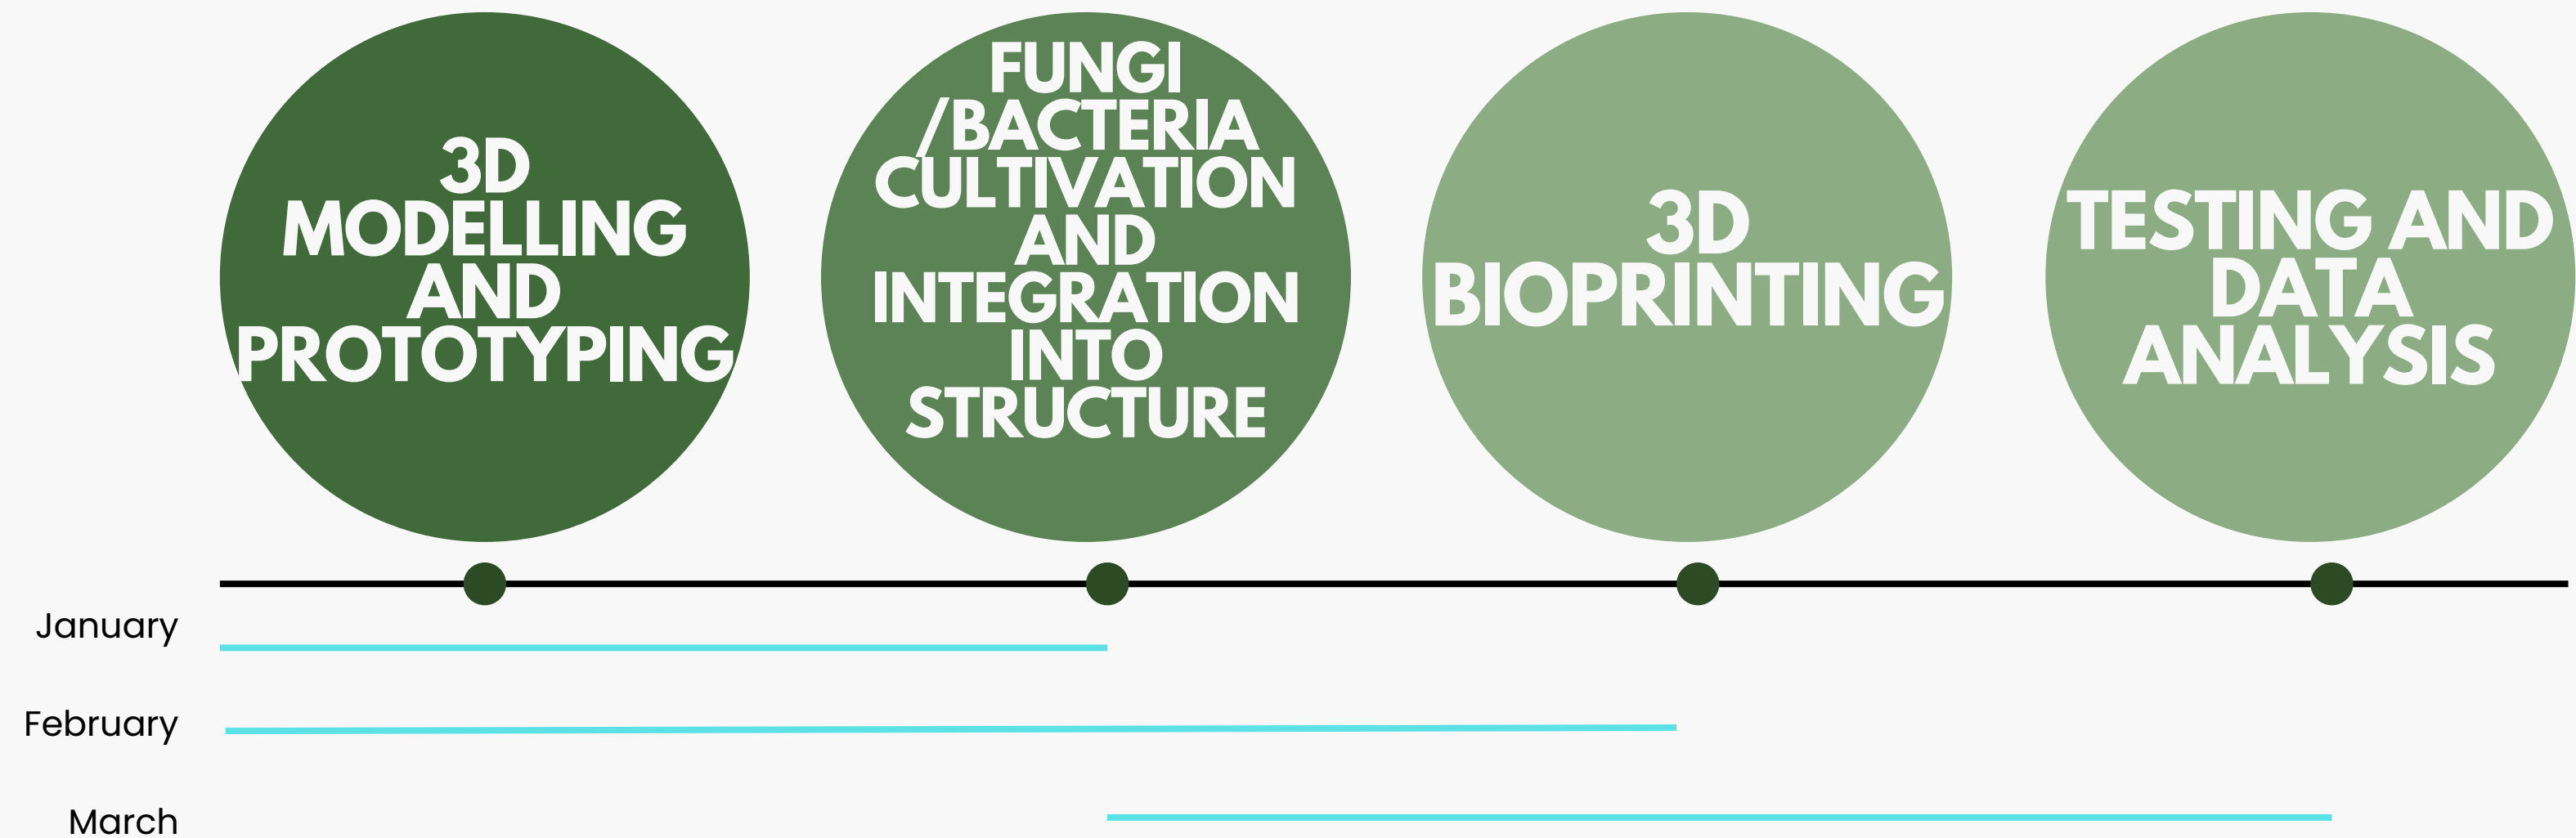 3D
MODELLING
AND
PROTOTYPING
FUNGI
/BACTERIA
CULTIVATION
AND
INTEGRATION
INTO
STRUCTURE
3D
BIOPRINTING
TESTING AND
DATA
ANALYSIS
January
February
March